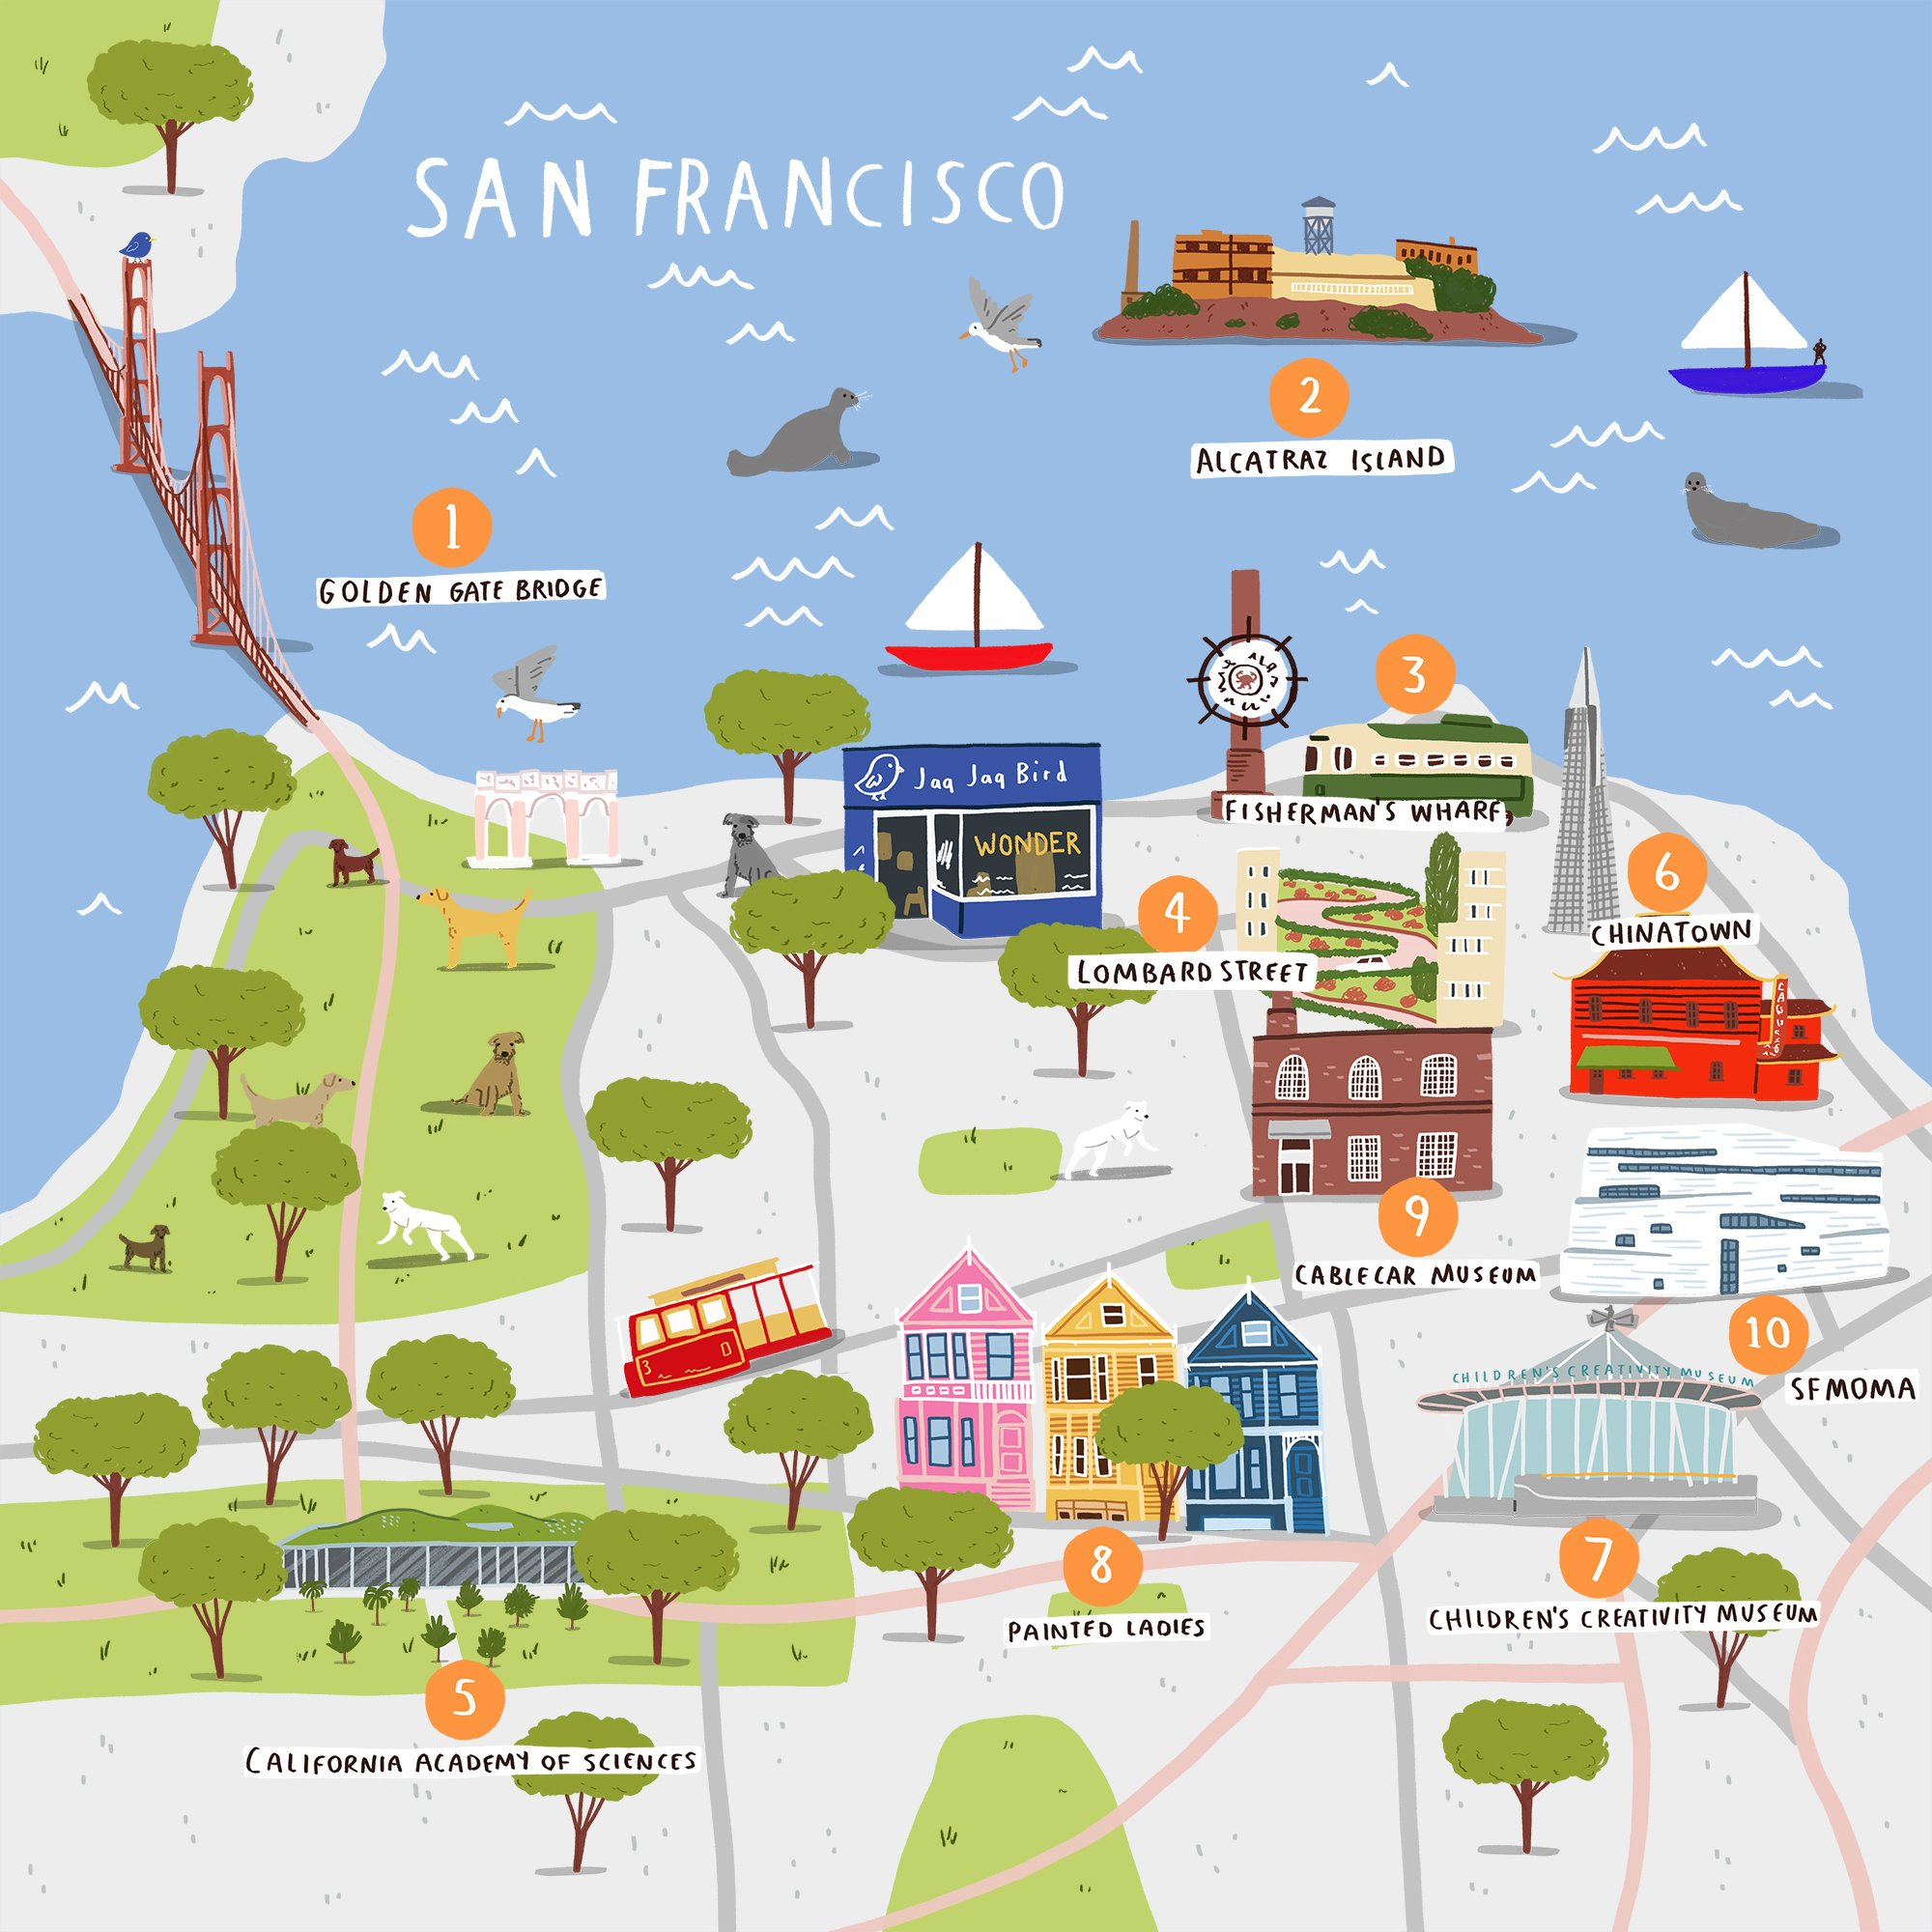 SAN FRANCISCO
2
ALCATRAZ ISLAND
1
GOLDEN GATE BRIDGE
3
FISHERMAN'S WHARF
Jaq Jaq Bird
WONDER
6
CHINATOWN
4
LOMBARD STREET
9
CABLECAR MUSEUM
3
10
SFMOMA
CHILDREN'S CREATIVITY MUSEUM
8
PAINTED LADIES
7
CHILDREN'S CREATIVITY MUSEUM
5
CALIFORNIA ACADEMY OF SCIENCES